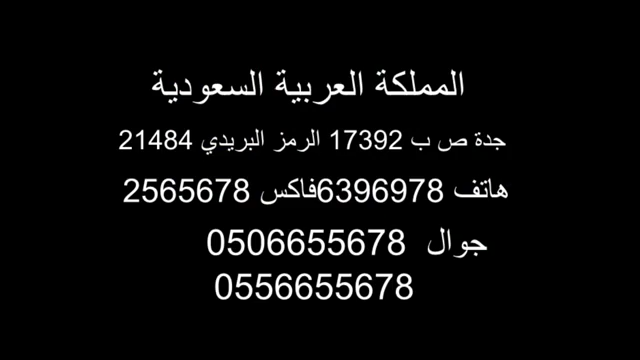 المملكة العربية السعودية
جدة ص ب 17392 الرمز البريدي 21484
هاتف 6396978فاكس 2565678
جوال 0506655678
0556655678